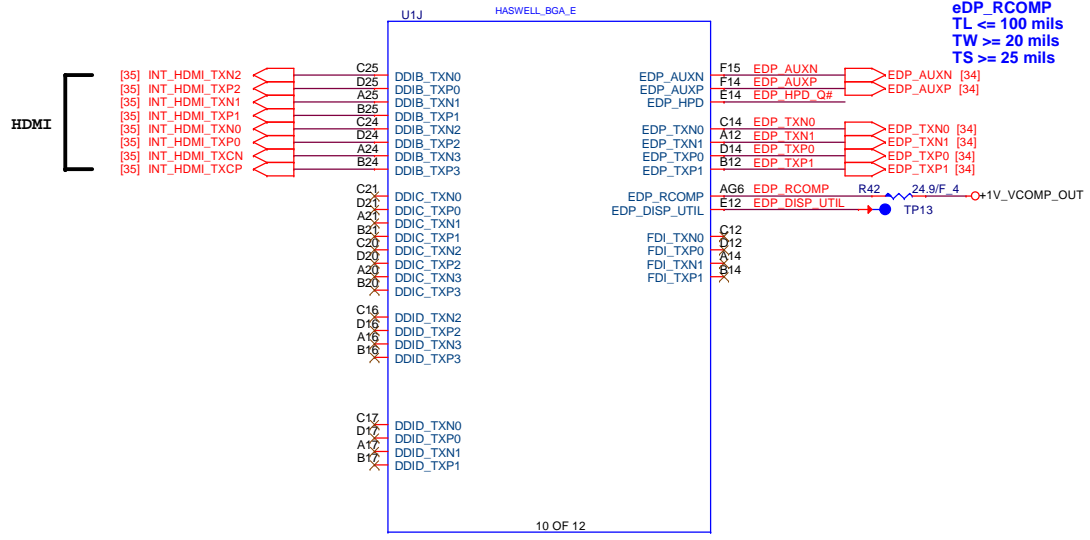 U1J
HASWELL_BGA_E
eDP_RCOMP
TL <= 100 mils
TW >= 20 mils
TS >= 25 mils
HDMI
[35] INT_HDMI_TXN2 C25 DDIB_TXN0
[35] INT_HDMI_TXP2 D25 DDIB_TXP0
[35] INT_HDMI_TXN1 A25 DDIB_TXN1
[35] INT_HDMI_TXP1 B25 DDIB_TXP1
[35] INT_HDMI_TXN0 C24 DDIB_TXN2
[35] INT_HDMI_TXP0 D24 DDIB_TXP2
[35] INT_HDMI_TXCN A24 DDIB_TXN3
[35] INT_HDMI_TXCP B24 DDIB_TXP3
C21 DDIC_TXN0
D21 DDIC_TXP0
A21 DDIC_TXN1
B21 DDIC_TXP1
C20 DDIC_TXN2
D20 DDIC_TXP2
A20 DDIC_TXN3
B20 DDIC_TXP3
C16 DDID_TXN2
D16 DDID_TXP2
A16 DDID_TXN3
B16 DDID_TXP3
C17 DDID_TXN0
D17 DDID_TXP0
A17 DDID_TXN1
B17 DDID_TXP1
EDP_AUXN F15 EDP_AUXN EDP_AUXN [34]
EDP_AUXP F14 EDP_AUXP EDP_AUXP [34]
EDP_HPD E14 EDP_HPD_Q#
EDP_TXN0 C14 EDP_TXN0 EDP_TXN0 [34]
EDP_TXN1 A12 EDP_TXN1 EDP_TXN1 [34]
EDP_TXP0 D14 EDP_TXP0 EDP_TXP0 [34]
EDP_TXP1 B12 EDP_TXP1 EDP_TXP1 [34]
EDP_RCOMP AG6 EDP_RCOMP R42 24.9/F_4 +1V_VCOMP_OUT
EDP_DISP_UTIL E12 EDP_DISP_UTIL TP13
FDI_TXN0 C12
FDI_TXP0 D12
FDI_TXN1 A14
FDI_TXP1 B14
10 OF 12